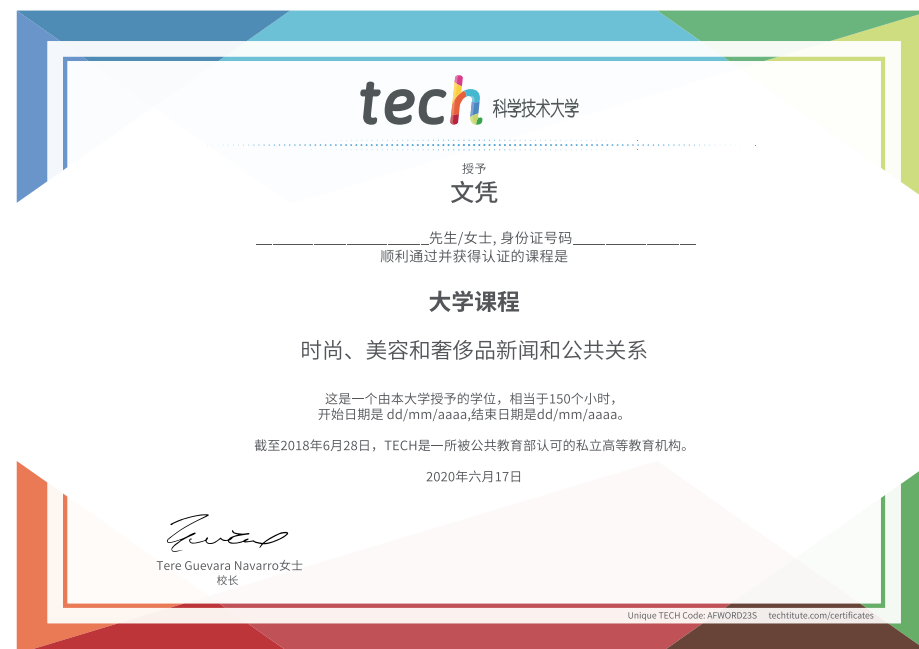 tech 科学技术大学
授予
文凭
____________________先生/女士, 身份证号码_______________
顺利通过并获得认证的课程是
大学课程
时尚、美容和奢侈品新闻和公共关系
这是一个由本大学授予的学位，相当于150个小时，
开始日期是 dd/mm/aaaa,结束日期是dd/mm/aaaa。
截至2018年6月28日，TECH是一所被公共教育部认可的私立高等教育机构。
2020年六月17日
Tere Guevara Navarro女士
校长
Unique TECH Code: AFWORD23S techtitute.com/certificates